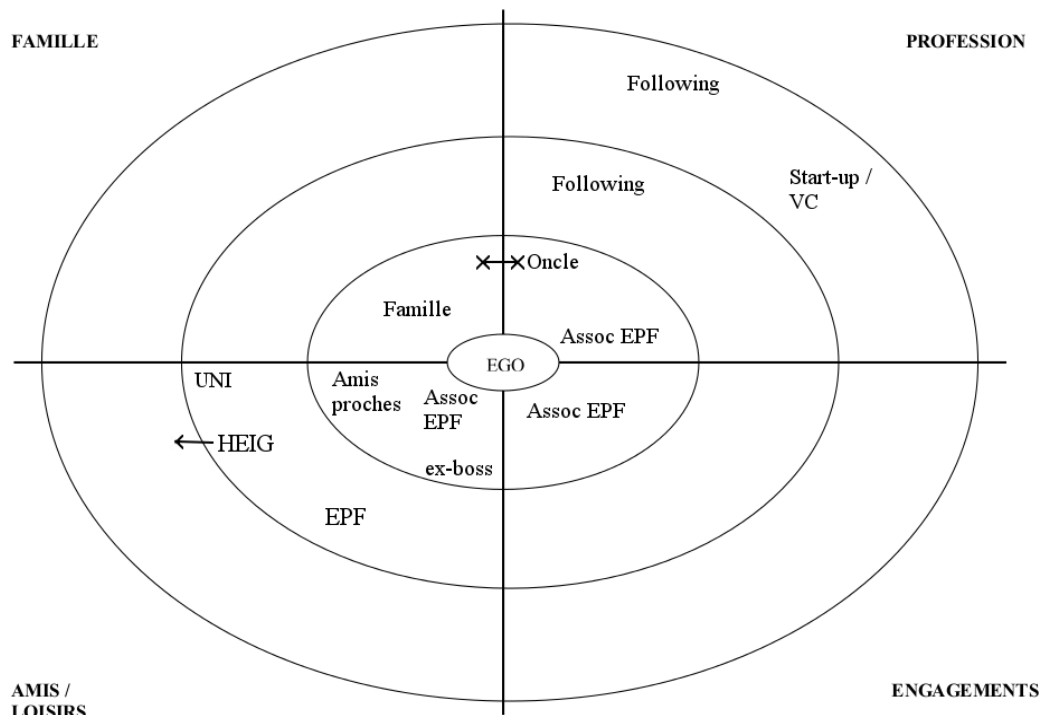 FAMILLE
PROFESSION
Following
Following
Start-up /
VC
Oncle
Famille
Assoc EPF
EGO
UNI
Amis
proches
Assoc
EPF
Assoc EPF
HEIG
ex-boss
EPF
AMIS /
LOISIRS
ENGAGEMENTS